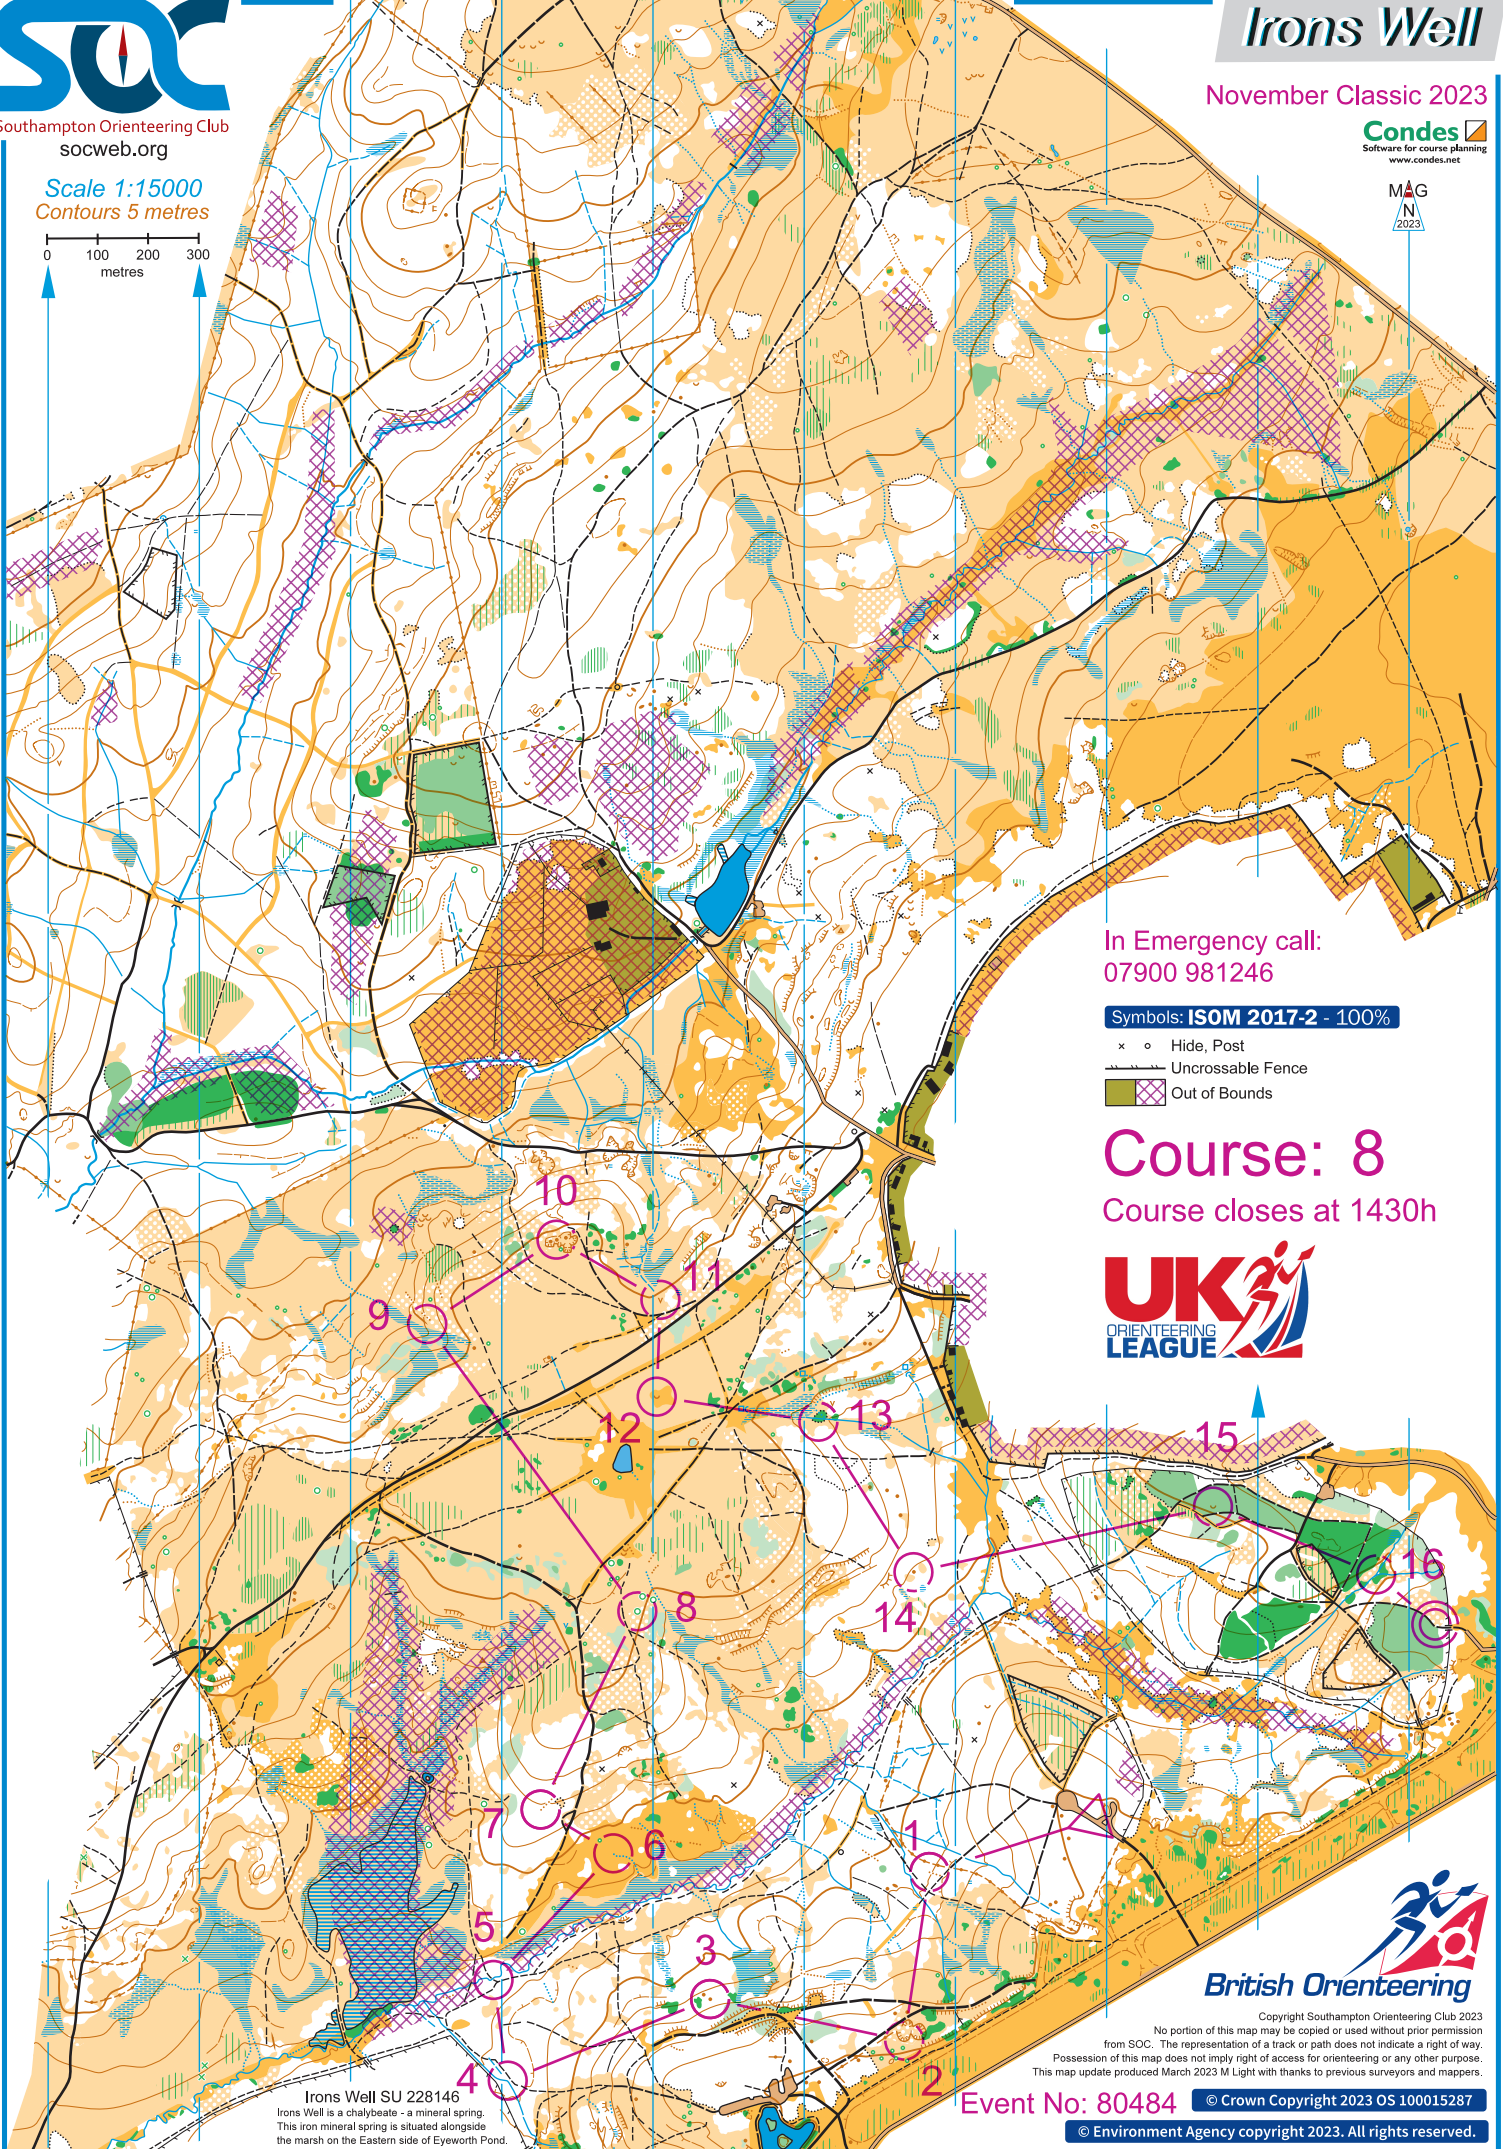 SOC
Southampton Orienteering Club
socweb.org
Scale 1:15000
Contours 5 metres
0 100 200 300
metres
Irons Well
November Classic 2023
Condes
Software for course planning
www.condes.net
MAG
N
2023
In Emergency call:
07900 981246
Symbols: ISOM 2017-2 - 100%
x o Hide, Post
Uncrossable Fence
Out of Bounds
Course: 8
Course closes at 1430h
UK
ORIENTEERING
LEAGUE
10
11
9
12
13
15
16
8
14
7
6
1
5
3
4
2
British Orienteering
Copyright Southampton Orienteering Club 2023
No portion of this map may be copied or used without prior permission
from SOC. The representation of a track or path does not indicate a right of way.
Possession of this map does not imply right of access for orienteering or any other purpose.
This map update produced March 2023 M Light with thanks to previous surveyors and mappers.
Event No: 80484
© Crown Copyright 2023 OS 100015287
© Environment Agency copyright 2023. All rights reserved.
Irons Well SU 228146
Irons Well is a chalybeate - a mineral spring.
This iron mineral spring is situated alongside
the marsh on the Eastern side of Eyeworth Pond.